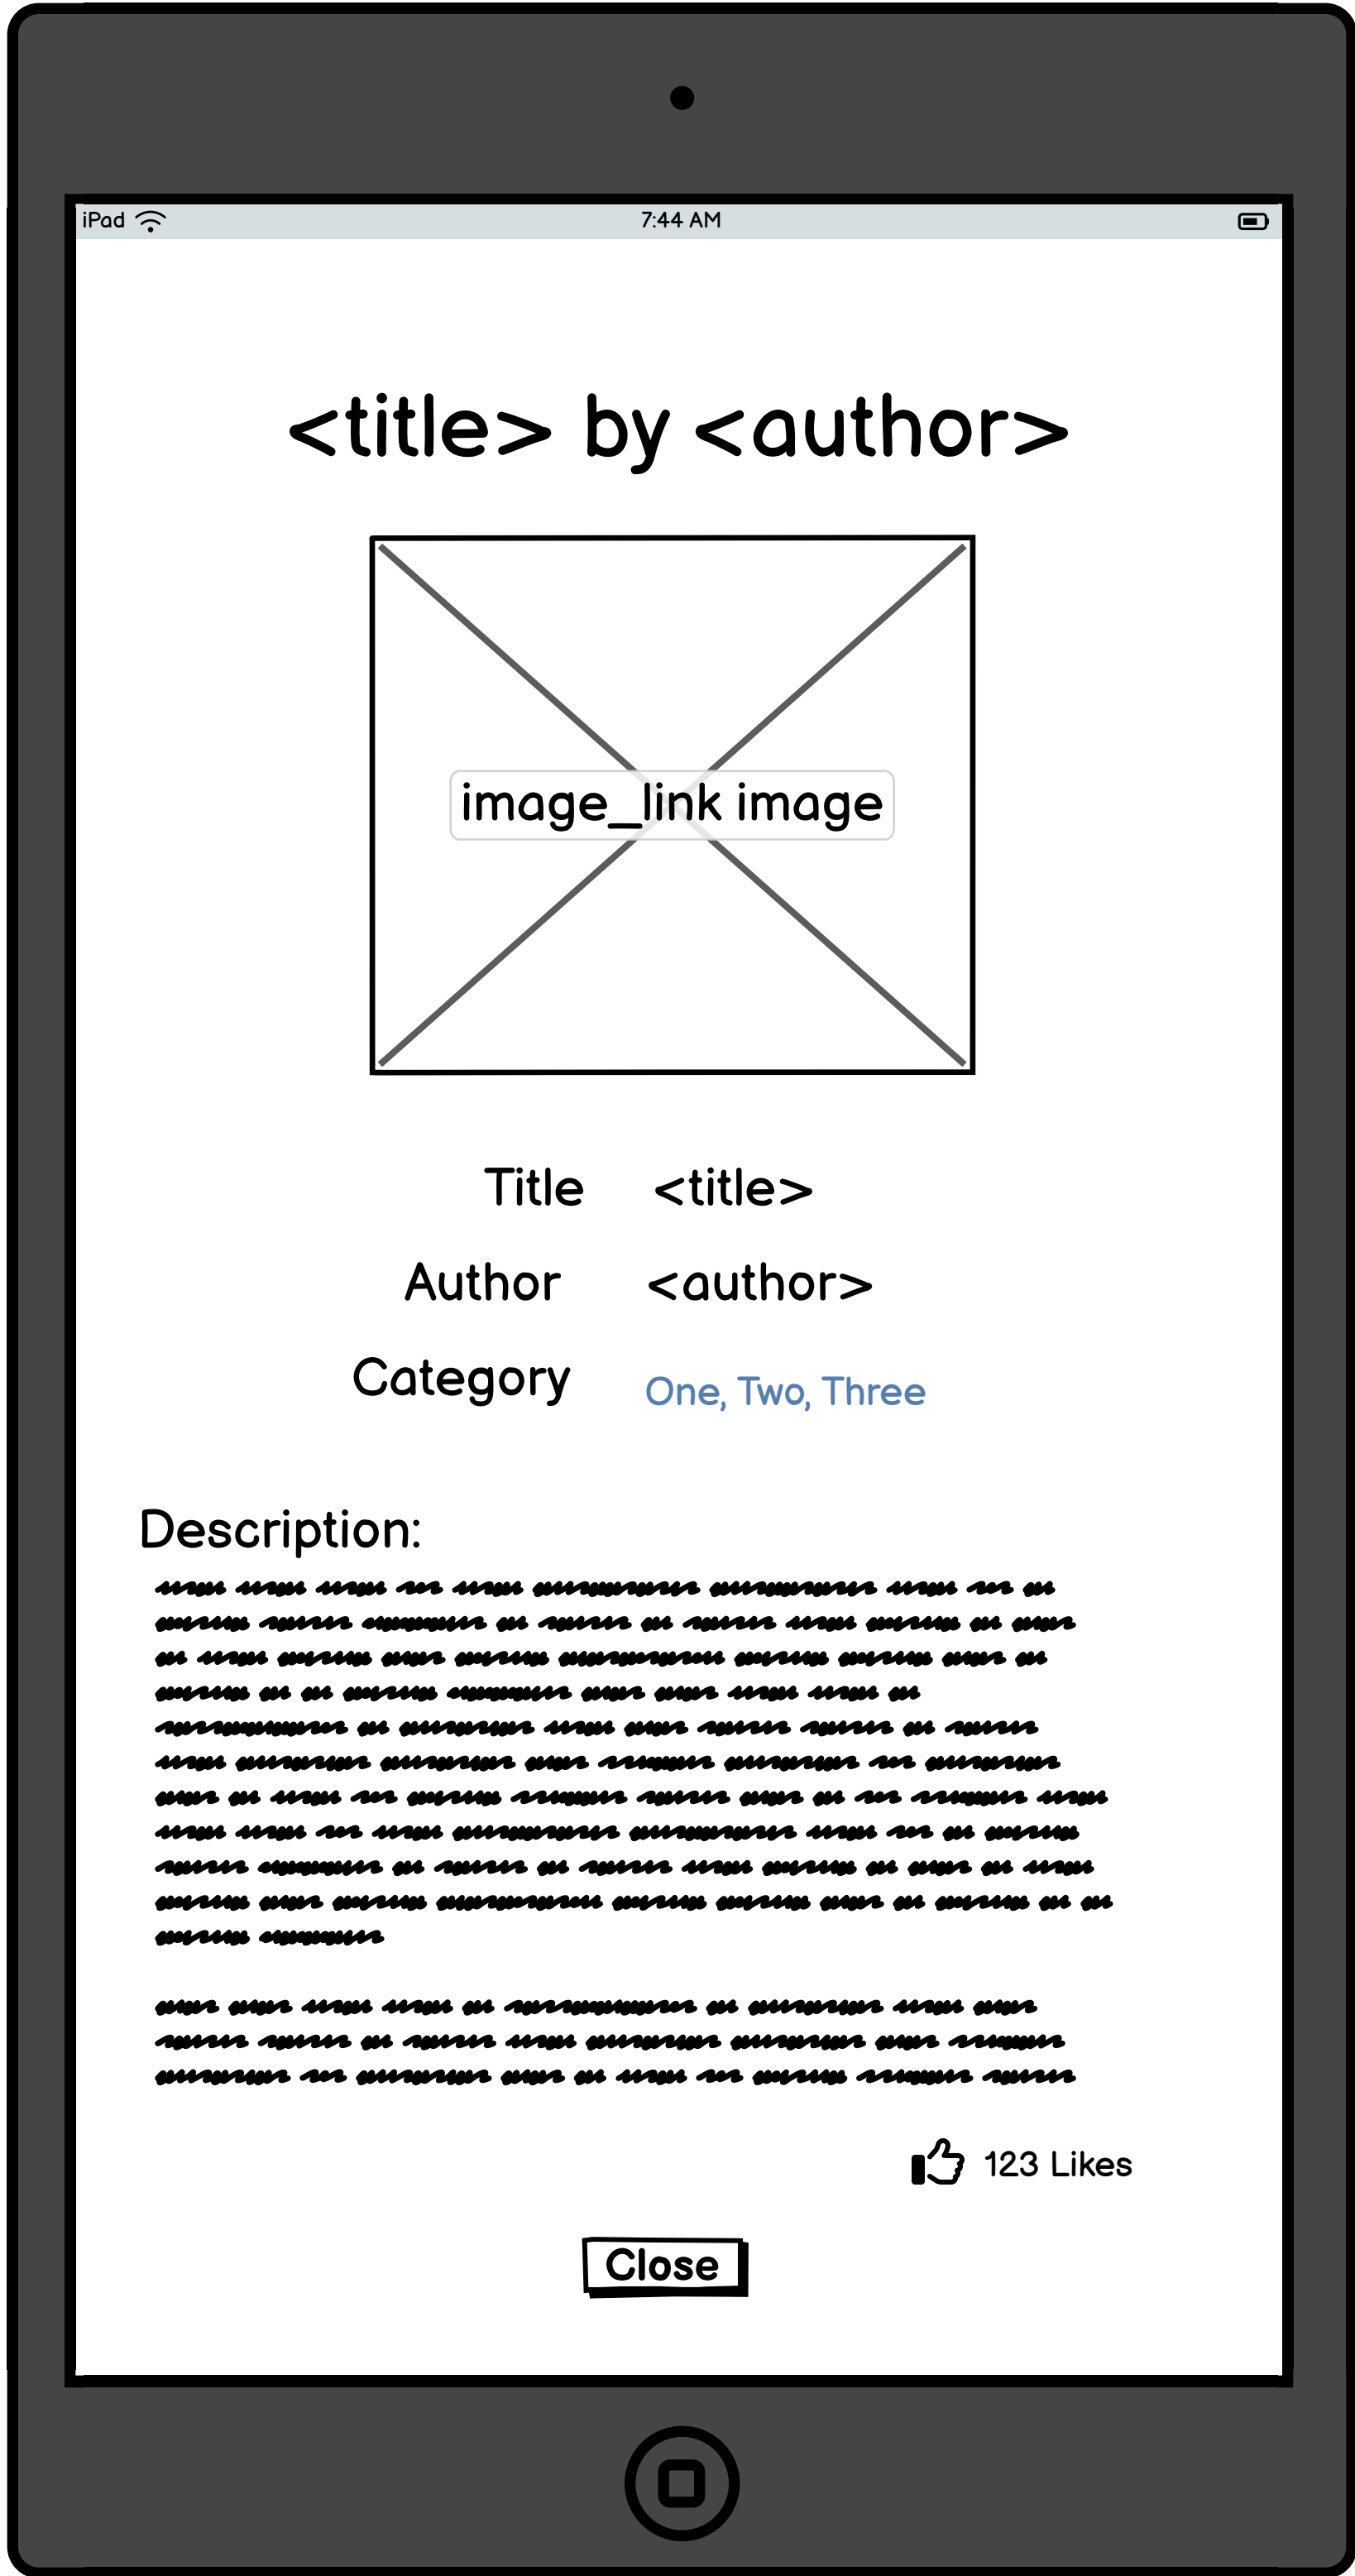 iPad 7:44 AM
<title> by <author>
image_link image
Title <title>
Author <author>
Category One, Two, Three
Description:
123 Likes
Close